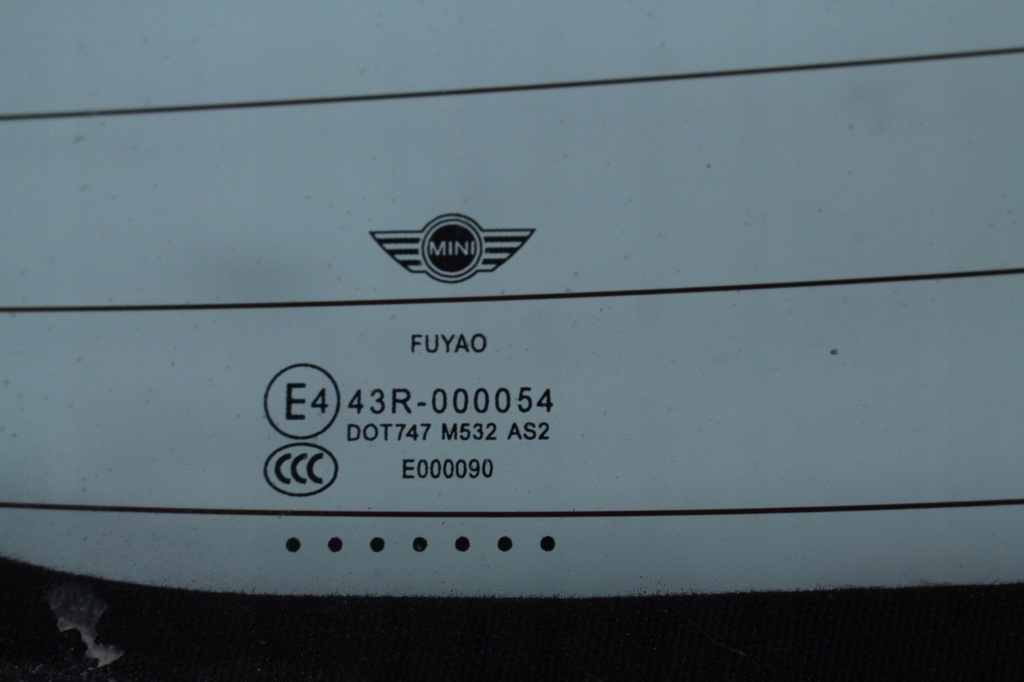 MINI
FUYAO
E4 43R-000054
DOT747 M532 AS2
CCC E000090